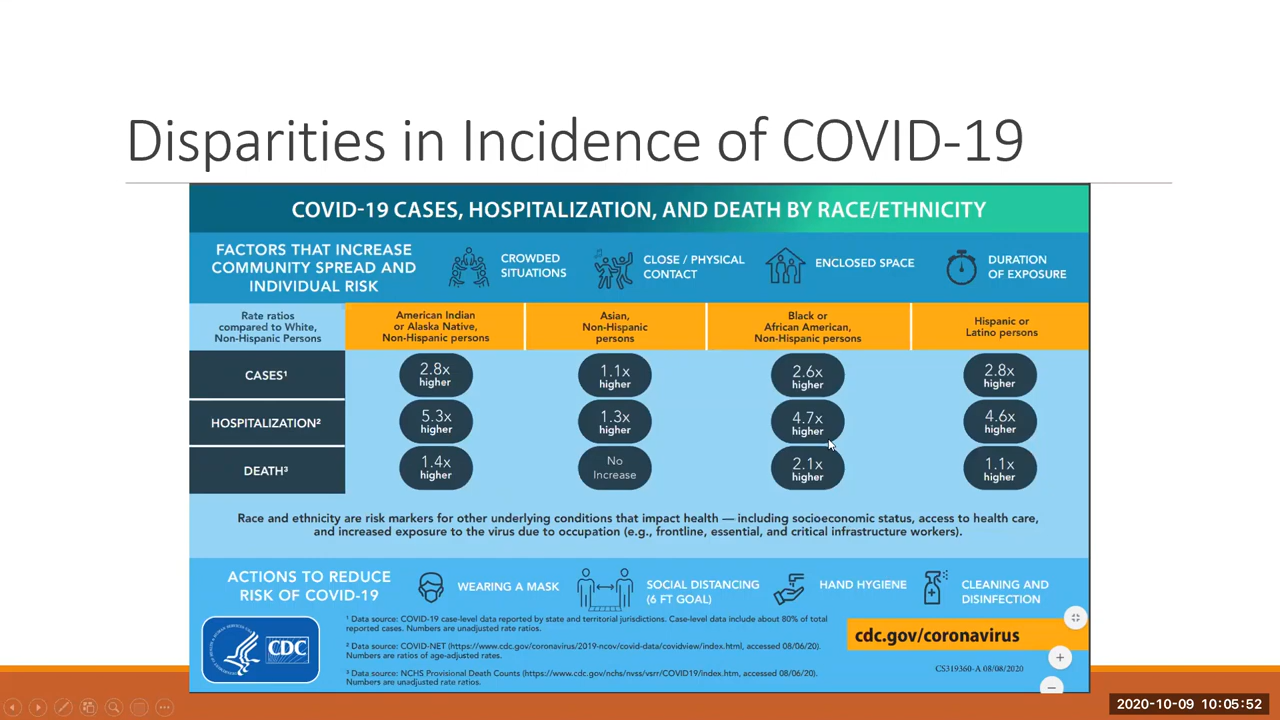 Disparities in Incidence of COVID-19
COVID-19 CASES, HOSPITALIZATION, AND DEATH BY RACE/ETHNICITY
FACTORS THAT INCREASE
COMMUNITY SPREAD AND
INDIVIDUAL RISK
CROWDED
SITUATIONS
CLOSE / PHYSICAL
CONTACT
ENCLOSED SPACE
DURATION
OF EXPOSURE
Rate ratios
compared to White,
Non-Hispanic Persons
American Indian
or Alaska Native,
Non-Hispanic persons
Asian,
Non-Hispanic
persons
Black or
African American,
Non-Hispanic persons
Hispanic or
Latino persons
CASES¹
2.8x
higher
1.1x
higher
2.6x
higher
2.8x
higher
HOSPITALIZATION²
5.3x
higher
1.3x
higher
4.7x
higher
4.6x
higher
DEATH³
1.4x
higher
No
Increase
2.1x
higher
1.1x
higher
Race and ethnicity are risk markers for other underlying conditions that impact health — including socioeconomic status, access to health care,
and increased exposure to the virus due to occupation (e.g., frontline, essential, and critical infrastructure workers).
ACTIONS TO REDUCE
RISK OF COVID-19
WEARING A MASK
SOCIAL DISTANCING
(6 FT GOAL)
HAND HYGIENE
CLEANING AND
DISINFECTION
CDC
¹ Data source: COVID-19 case-level data reported by state and territorial jurisdictions. Case-level data include about 80% of total
reported cases. Numbers are unadjusted rate ratios.
² Data source: COVID-NET (https://www.cdc.gov/coronavirus/2019-ncov/covid-data/covidview/index.html, accessed 08/06/20).
Numbers are ratios of age-adjusted rates.
³ Data source: NCHS Provisional Death Counts (https://www.cdc.gov/nchs/nvss/vsrr/COVID19/index.htm, accessed 08/06/20).
Numbers are unadjusted rate ratios.
cdc.gov/coronavirus
CS319360-A 08/08/2020
2020-10-09 10:05:52